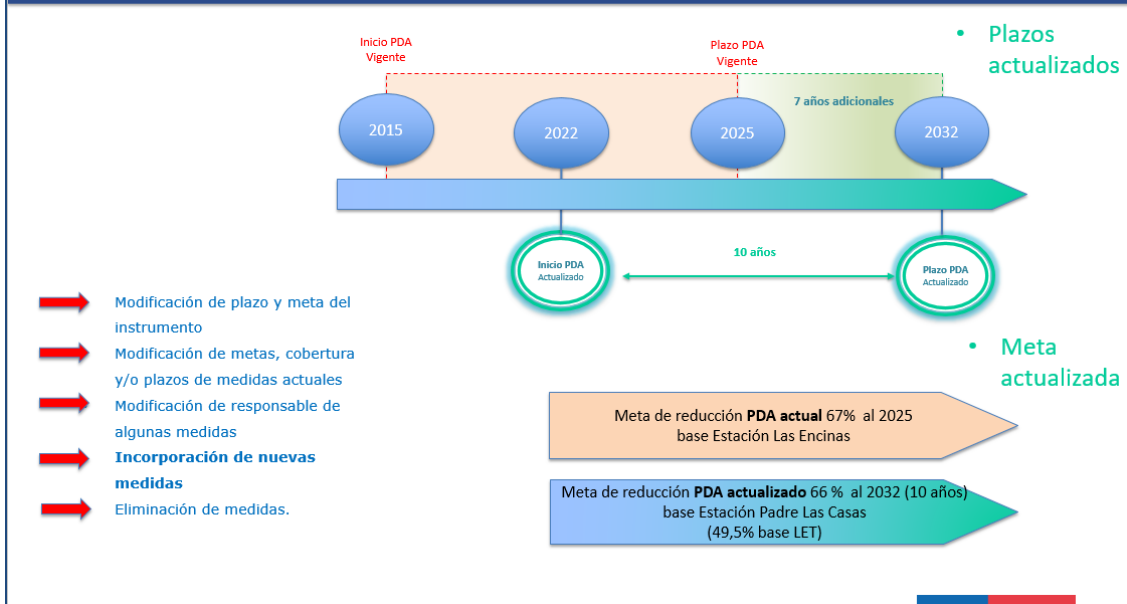 Inicio PDA
Vigente
Plazo PDA
Vigente
• Plazos
actualizados
7 años adicionales
2015
2022
2025
2032
10 años
Inicio PDA
Actualizado
Plazo PDA
Actualizado
Modificación de plazo y meta del
instrumento
Modificación de metas, cobertura
y/o plazos de medidas actuales
Modificación de responsable de
algunas medidas
Incorporación de nuevas
medidas
Eliminación de medidas.
• Meta
actualizada
Meta de reducción PDA actual 67% al 2025
base Estación Las Encinas
Meta de reducción PDA actualizado 66 % al 2032 (10 años)
base Estación Padre Las Casas
(49,5% base LET)